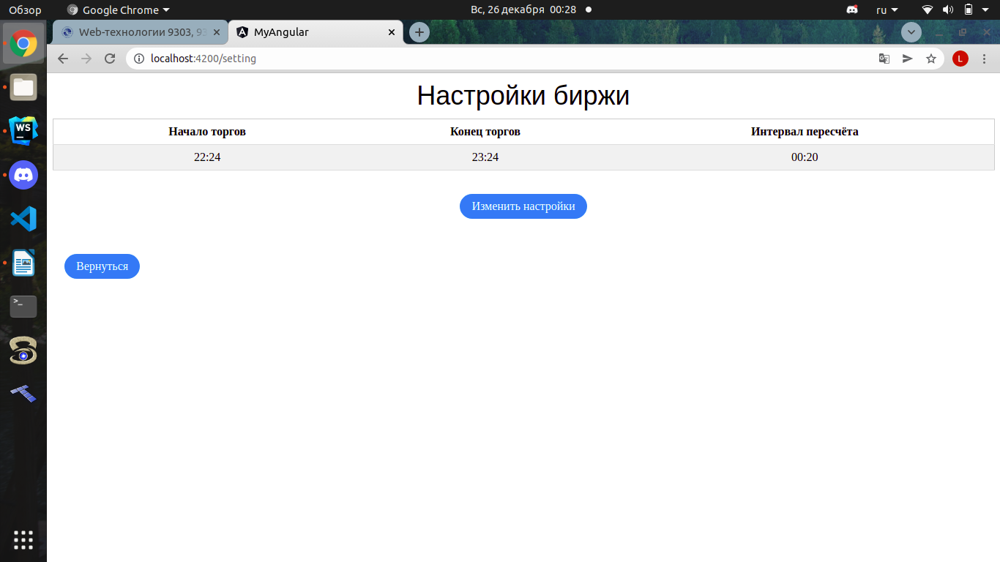 Обзор Google Chrome Вс, 26 декабря 00:28 ru
Web-технологии 9303, 93 MyAngular
localhost:4200/setting L
Настройки биржи
Начало торгов Конец торгов Интервал пересчёта
22:24 23:24 00:20
Изменить настройки
Вернуться
WS
>_